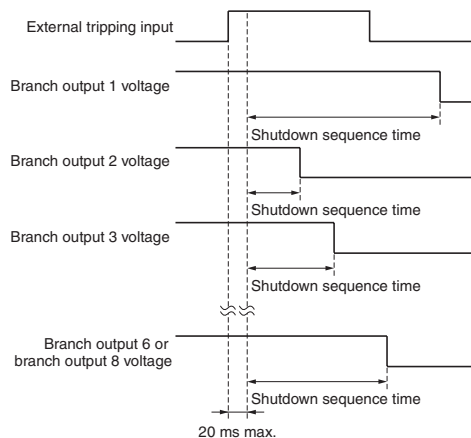 External tripping input
Branch output 1 voltage
Shutdown sequence time
Branch output 2 voltage
Shutdown sequence time
Branch output 3 voltage
Shutdown sequence time
Branch output 6 or
branch output 8 voltage
Shutdown sequence time
20 ms max.